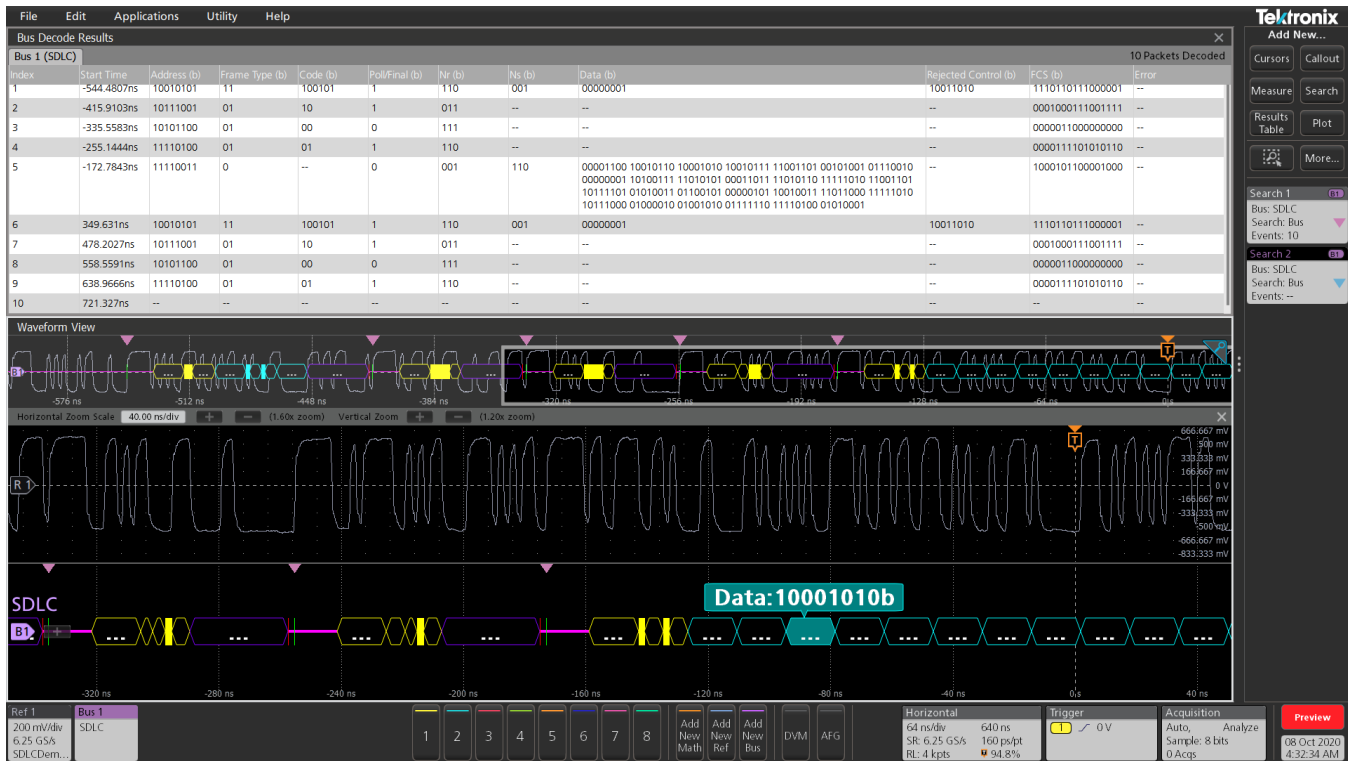 File Edit Applications Utility Help
Tektronix
Add New...
Bus Decode Results
Bus 1 (SDLC)
10 Packets Decoded
Index Start Time Address (b) Frame Type (b) Code (b) Poll/Final (b) Nr (b) Ns (b) Data (b) Rejected Control (b) FCS (b) Error
1 -544.4807ns 10010101 11 100101 1 110 001 00000001 10011010 1110110111000001 --
2 -415.9103ns 10111001 01 10 1 011 -- -- -- 0001000111001111 --
3 -335.5583ns 10101100 01 00 0 111 -- -- -- 0000011000000000 --
4 -255.1444ns 11110100 01 01 1 110 -- -- -- 0000111101010110 --
5 -172.7843ns 11110011 0 -- 0 001 110 00001100 10010110 10001010 10010111 11001101 00101001 01110010 -- 1000101100001000 --
00000001 10100111 11010101 00011011 11010110 11111010 11001101
10111101 01010011 01100101 00000101 10010011 11011000 11111010
10111000 01000010 01001010 01111110 11110100 01010001
6 349.631ns 10010101 11 100101 1 110 001 00000001 10011010 1110110111000001 --
7 478.2027ns 10111001 01 10 1 011 -- -- -- 0001000111001111 --
8 558.5591ns 10101100 01 00 0 111 -- -- -- 0000011000000000 --
9 638.9666ns 11110100 01 01 1 110 -- -- -- 0000111101010110 --
10 721.327ns -- -- -- -- -- -- -- -- -- --
Cursors Callout
Measure Search
Results Table Plot
More...
Search 1 B1
Bus: SDLC
Search: Bus
Events: 10
Search 2 B1
Bus: SDLC
Search: Bus
Events: --
Waveform View
T
B1 ... ... ... ... ... ... ... ... ... ... ... ... ... ...
-576 ns -512 ns -448 ns -384 ns -320 ns -256 ns -192 ns -128 ns -64 ns 0 s
Horizontal Zoom Scale 40.00 ns/div + - (1.60x zoom) Vertical Zoom + - (1.20x zoom)
T
666.667 mV
500 mV
333.333 mV
166.667 mV
R 1 0 V
-166.667 mV
-333.333 mV
-500 mV
-666.667 mV
-833.333 mV
Data:10001010b
SDLC
B1 + ... ... ... ... ... ... ... ... ... ... ... ... ... ... ... ...
-320 ns -280 ns -240 ns -200 ns -160 ns -120 ns -80 ns -40 ns 0 s 40 ns
Ref 1
200 mV/div
6.25 GS/s
SDLCDem...
Bus 1
SDLC
1 2 3 4 5 6 7 8
Add New Math
Add New Ref
Add New Bus
DVM
AFG
Horizontal
64 ns/div 640 ns
SR: 6.25 GS/s 160 ps/pt
RL: 4 kpts 94.8%
Trigger
1 0 V
Acquisition
Auto, Analyze
Sample: 8 bits
0 Acqs
Preview
08 Oct 2020
4:32:34 AM